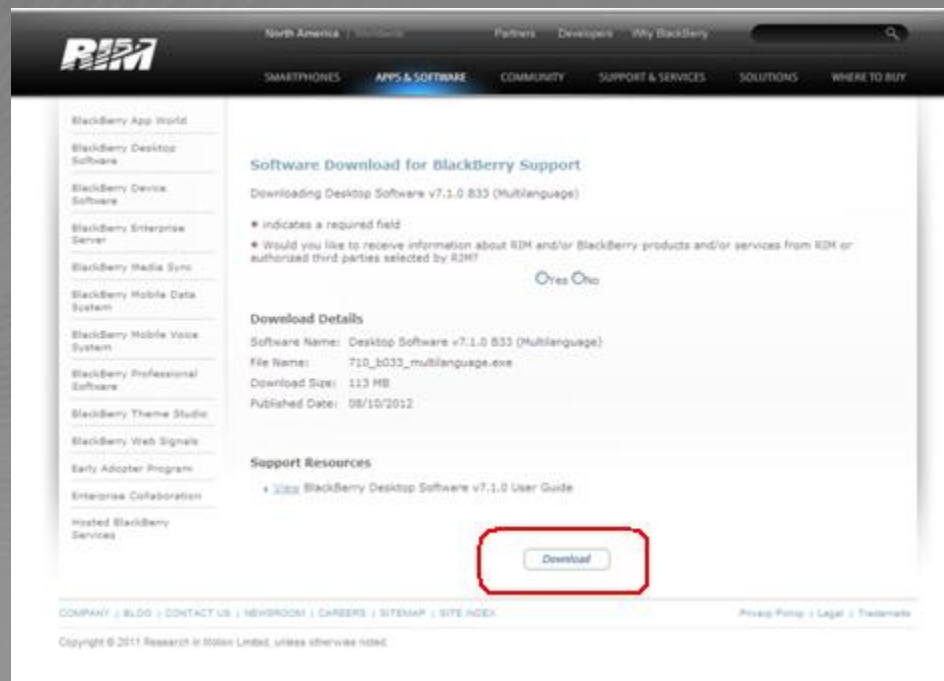 RIM
North America |
Partners Developers Why BlackBerry
SMARTPHONES APPS & SOFTWARE COMMUNITY SUPPORT & SERVICES SOLUTIONS WHERE TO BUY
BlackBerry App World
BlackBerry Desktop
Software
BlackBerry Device
Software
BlackBerry Enterprise
Server
BlackBerry Media Sync
BlackBerry Mobile Data
System
BlackBerry Mobile Voice
System
BlackBerry Professional
Software
BlackBerry Theme Studio
BlackBerry Web Signals
Early Adopter Program
Enterprise Collaboration
Hosted BlackBerry
Services
Software Download for BlackBerry Support
Downloading Desktop Software v7.1.0 B33 (Multilanguage)
* indicates a required field
* Would you like to receive information about RIM and/or BlackBerry products and/or services from RIM or
authorized third parties selected by RIM?
Yes No
Download Details
Software Name: Desktop Software v7.1.0 B33 (Multilanguage)
File Name: 710_b033_multilanguage.exe
Download Size: 113 MB
Published Date: 08/10/2012
Support Resources
View BlackBerry Desktop Software v7.1.0 User Guide
Download
COMPANY | BLOG | CONTACT US | NEWSROOM | CAREERS | SITEMAP | SITE INDEX
Privacy Policy | Legal | Trademarks
Copyright © 2011 Research In Motion Limited, unless otherwise noted.